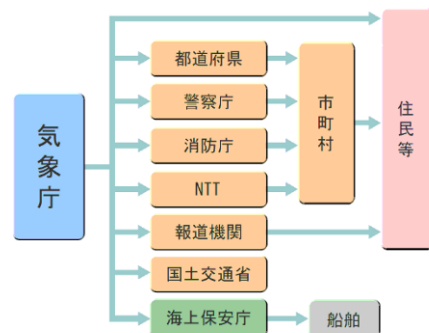 気象庁
都道府県
警察庁
消防庁
NTT
報道機関
国土交通省
海上保安庁
市町村
船舶
住民等